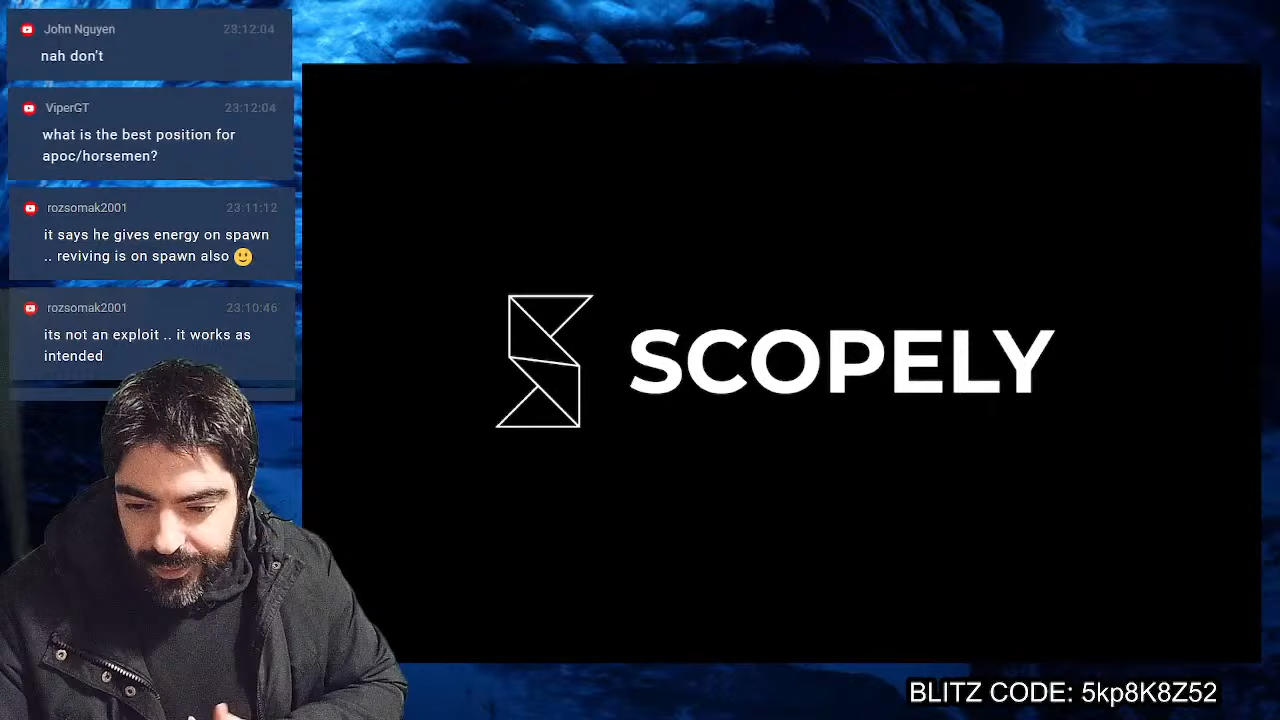 John Nguyen 23:12:04
nah don't
ViperGT 23:12:04
what is the best position for
apoc/horsemen?
rozsomak2001 23:11:12
it says he gives energy on spawn
.. reviving is on spawn also 🙂
rozsomak2001 23:10:46
its not an exploit .. it works as
intended
SCOPELY
BLITZ CODE: 5kp8K8Z52